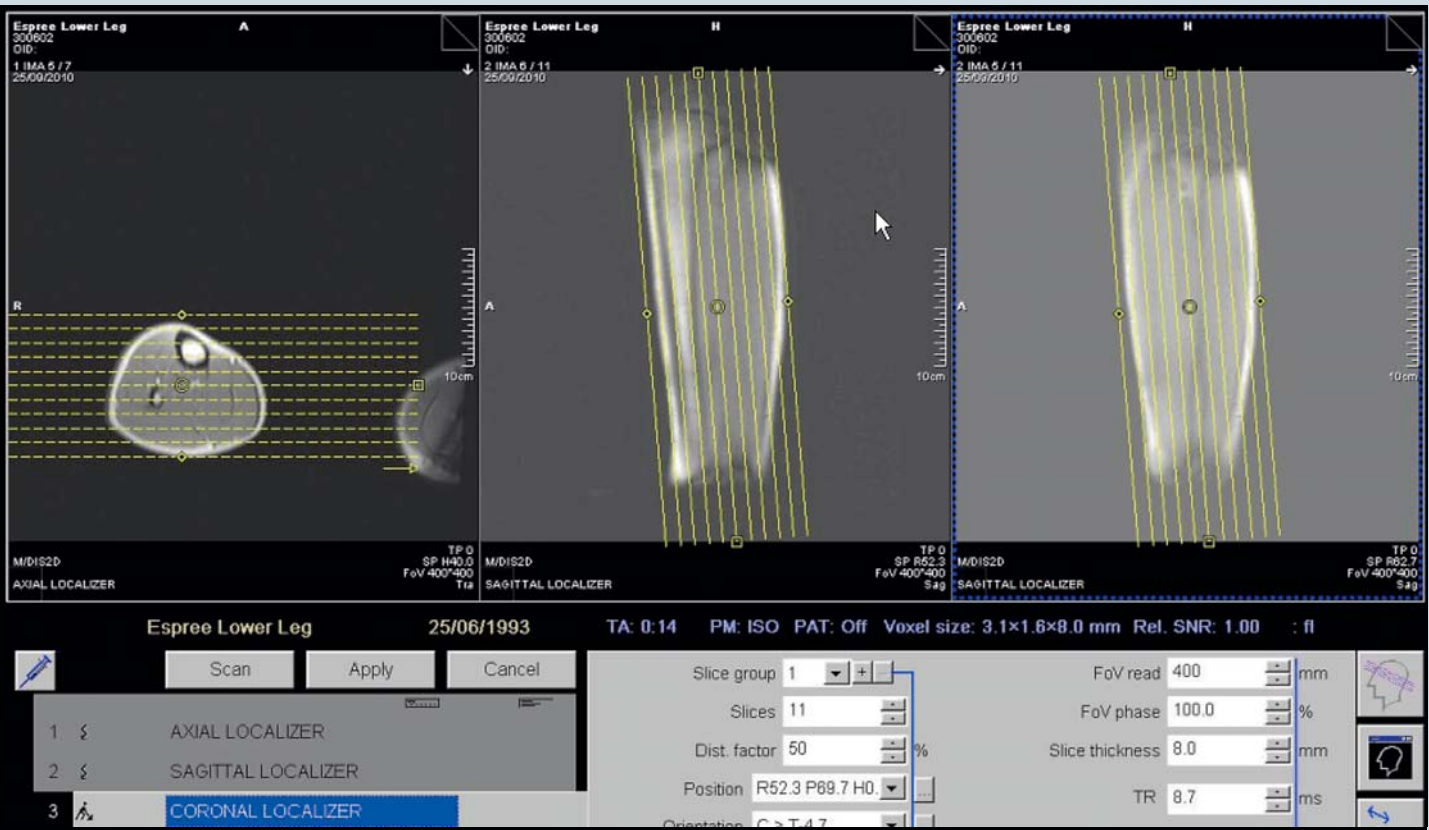 Espree Lower Leg
300602
OID:
1 IMA 5 / 7
25/09/2010
A
R
10cm
M/DIS2D
AXIAL LOCALIZER
TP 0
SP H40.0
FoV 400*400
Tra
Espree Lower Leg
300602
OID:
2 IMA 6 / 11
25/09/2010
H
A
10cm
M/DIS2D
SAGITTAL LOCALIZER
TP 0
SP R52.3
FoV 400*400
Sag
Espree Lower Leg
300602
OID:
2 IMA 5 / 11
25/09/2010
H
A
10cm
M/DIS2D
SAGITTAL LOCALIZER
TP 0
SP R62.7
FoV 400*400
Sag
Espree Lower Leg 25/06/1993 TA: 0:14 PM: ISO PAT: Off Voxel size: 3.1×1.6×8.0 mm Rel. SNR: 1.00 : fl
Scan Apply Cancel
1 AXIAL LOCALIZER
2 SAGITTAL LOCALIZER
3 CORONAL LOCALIZER
Slice group 1 + -
Slices 11
Dist. factor 50 %
Position R52.3 P69.7 H0. ...
Orientation C > T-4.7
FoV read 400 mm
FoV phase 100.0 %
Slice thickness 8.0 mm
TR 8.7 ms